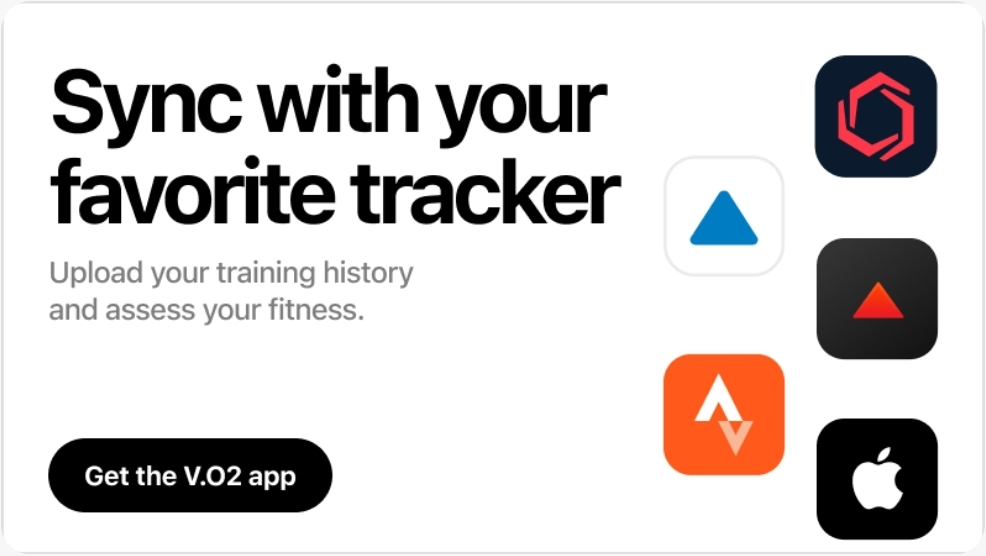 Sync with your
favorite tracker
Upload your training history
and assess your fitness.
Get the V.O2 app